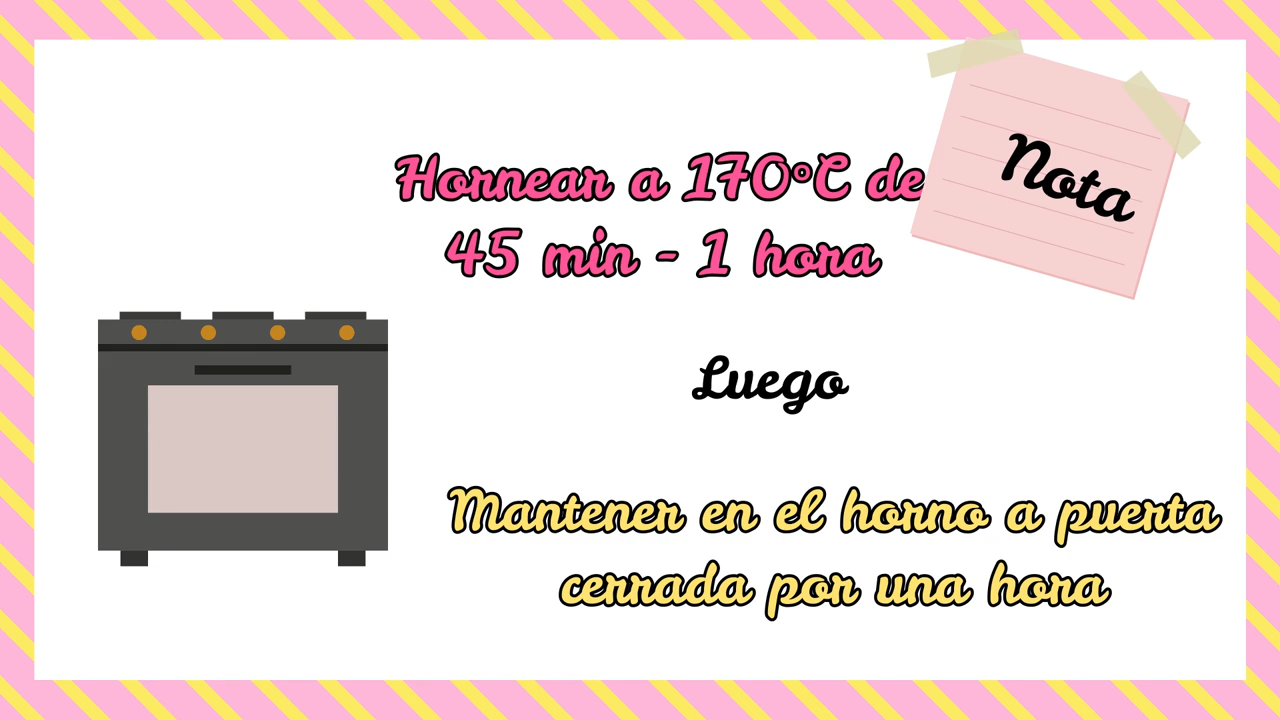 Hornear a 170°C de
45 min - 1 hora
Nota
Luego
Mantener en el horno a puerta
cerrada por una hora